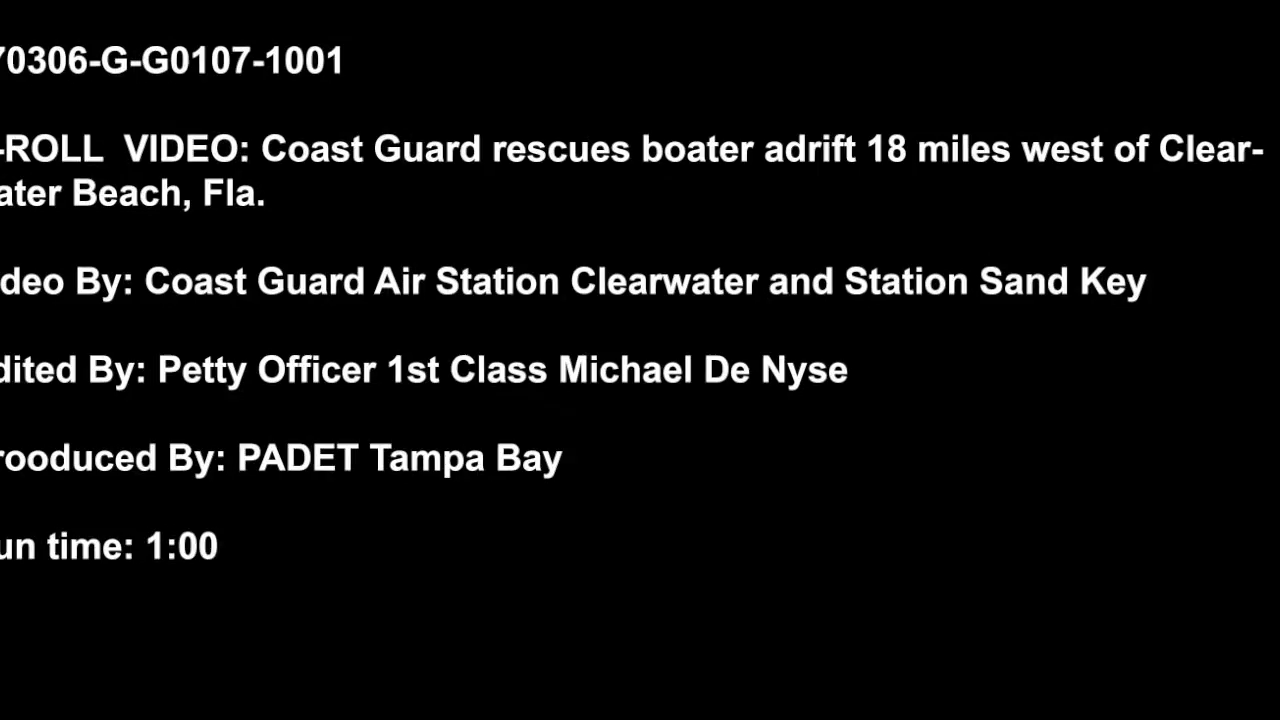 70306-G-G0107-1001
-ROLL  VIDEO: Coast Guard rescues boater adrift 18 miles west of Clear-
ater Beach, Fla.
deo By: Coast Guard Air Station Clearwater and Station Sand Key
dited By: Petty Officer 1st Class Michael De Nyse
rooduced By: PADET Tampa Bay
un time: 1:00